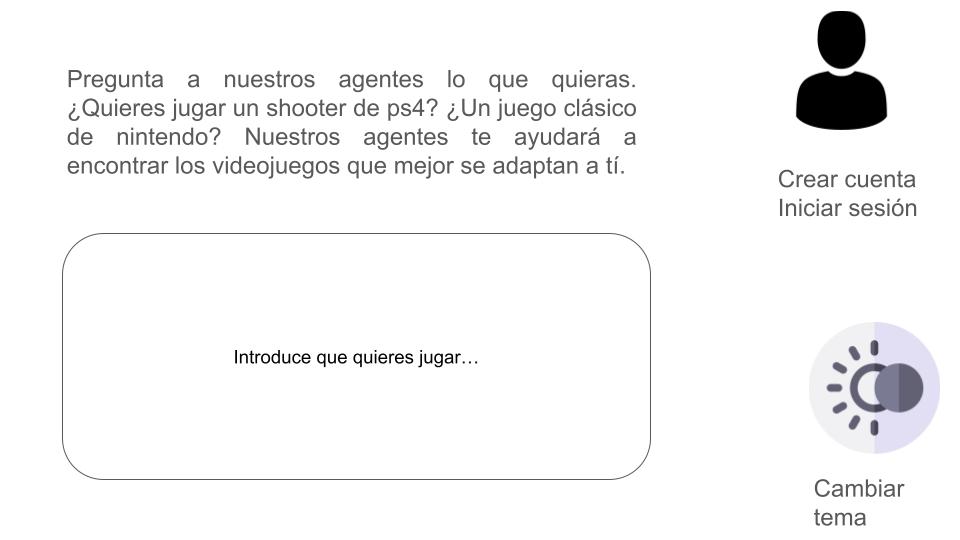 Pregunta a nuestros agentes lo que quieras.
¿Quieres jugar un shooter de ps4? ¿Un juego clásico
de nintendo? Nuestros agentes te ayudará a
encontrar los videojuegos que mejor se adaptan a tí.
Crear cuenta
Iniciar sesión
Introduce que quieres jugar…
Cambiar
tema